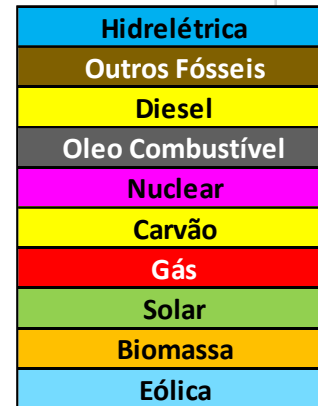 Hidrelétrica
Outros Fósseis
Diesel
Oleo Combustível
Nuclear
Carvão
Gás
Solar
Biomassa
Eólica